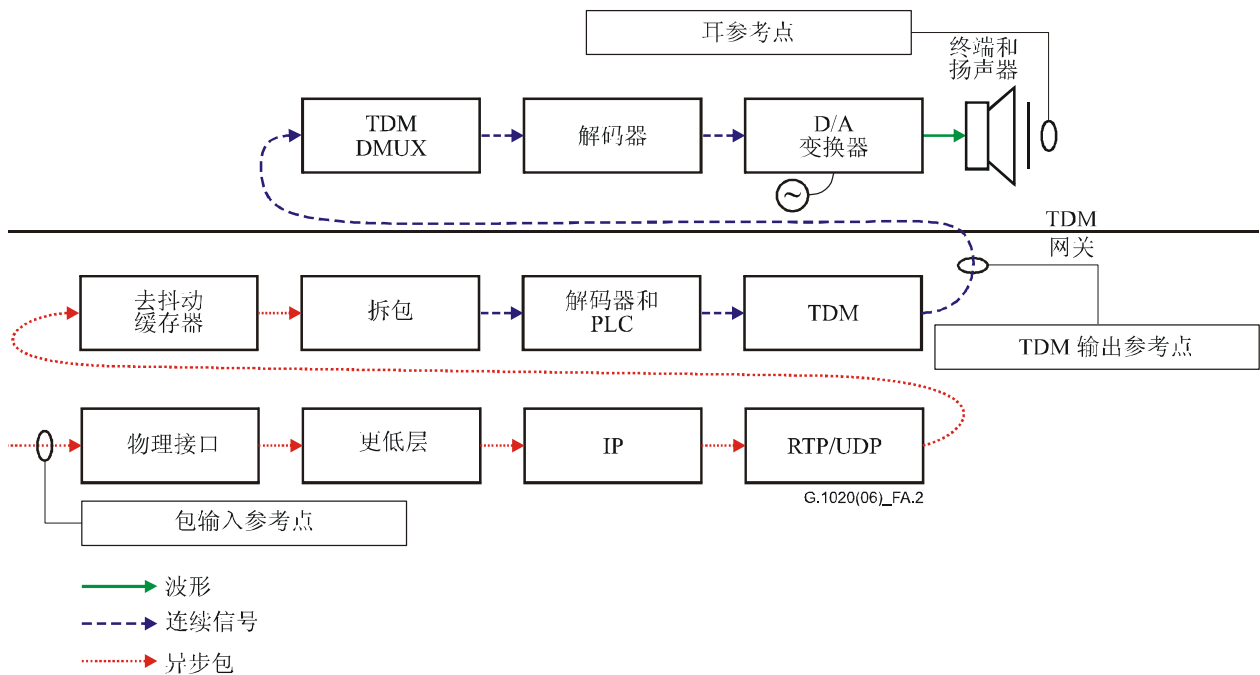 耳参考点
终端和
扬声器
TDM
DMUX
解码器
D/A
变换器
~
TDM
网关
去抖动
缓存器
拆包
解码器和
PLC
TDM
TDM 输出参考点
物理接口
更低层
IP
RTP/UDP
G.1020(06)_FA.2
包输入参考点
波形
连续信号
异步包